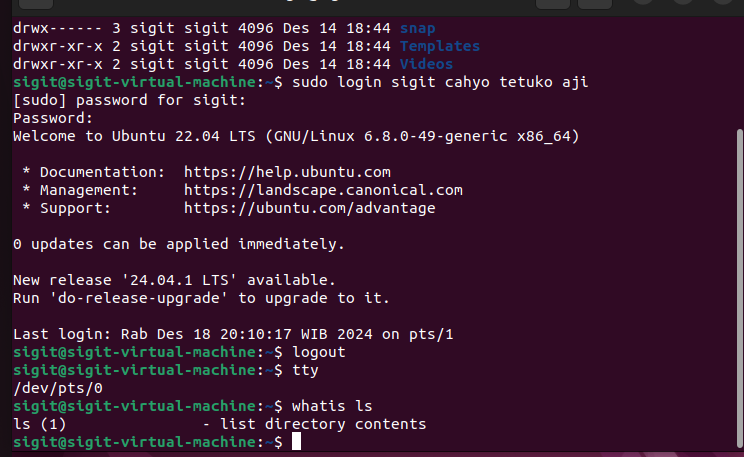 drwx------ 3 sigit sigit 4096 Des 14 18:44 snap
drwxr-xr-x 2 sigit sigit 4096 Des 14 18:44 Templates
drwxr-xr-x 2 sigit sigit 4096 Des 14 18:44 Videos
sigit@sigit-virtual-machine:~$ sudo login sigit cahyo tetuko aji
[sudo] password for sigit:
Password:
Welcome to Ubuntu 22.04 LTS (GNU/Linux 6.8.0-49-generic x86_64)

 * Documentation:  https://help.ubuntu.com
 * Management:     https://landscape.canonical.com
 * Support:        https://ubuntu.com/advantage

0 updates can be applied immediately.

New release '24.04.1 LTS' available.
Run 'do-release-upgrade' to upgrade to it.

Last login: Rab Des 18 20:10:17 WIB 2024 on pts/1
sigit@sigit-virtual-machine:~$ logout
sigit@sigit-virtual-machine:~$ tty
/dev/pts/0
sigit@sigit-virtual-machine:~$ whatis ls
ls (1)               - list directory contents
sigit@sigit-virtual-machine:~$